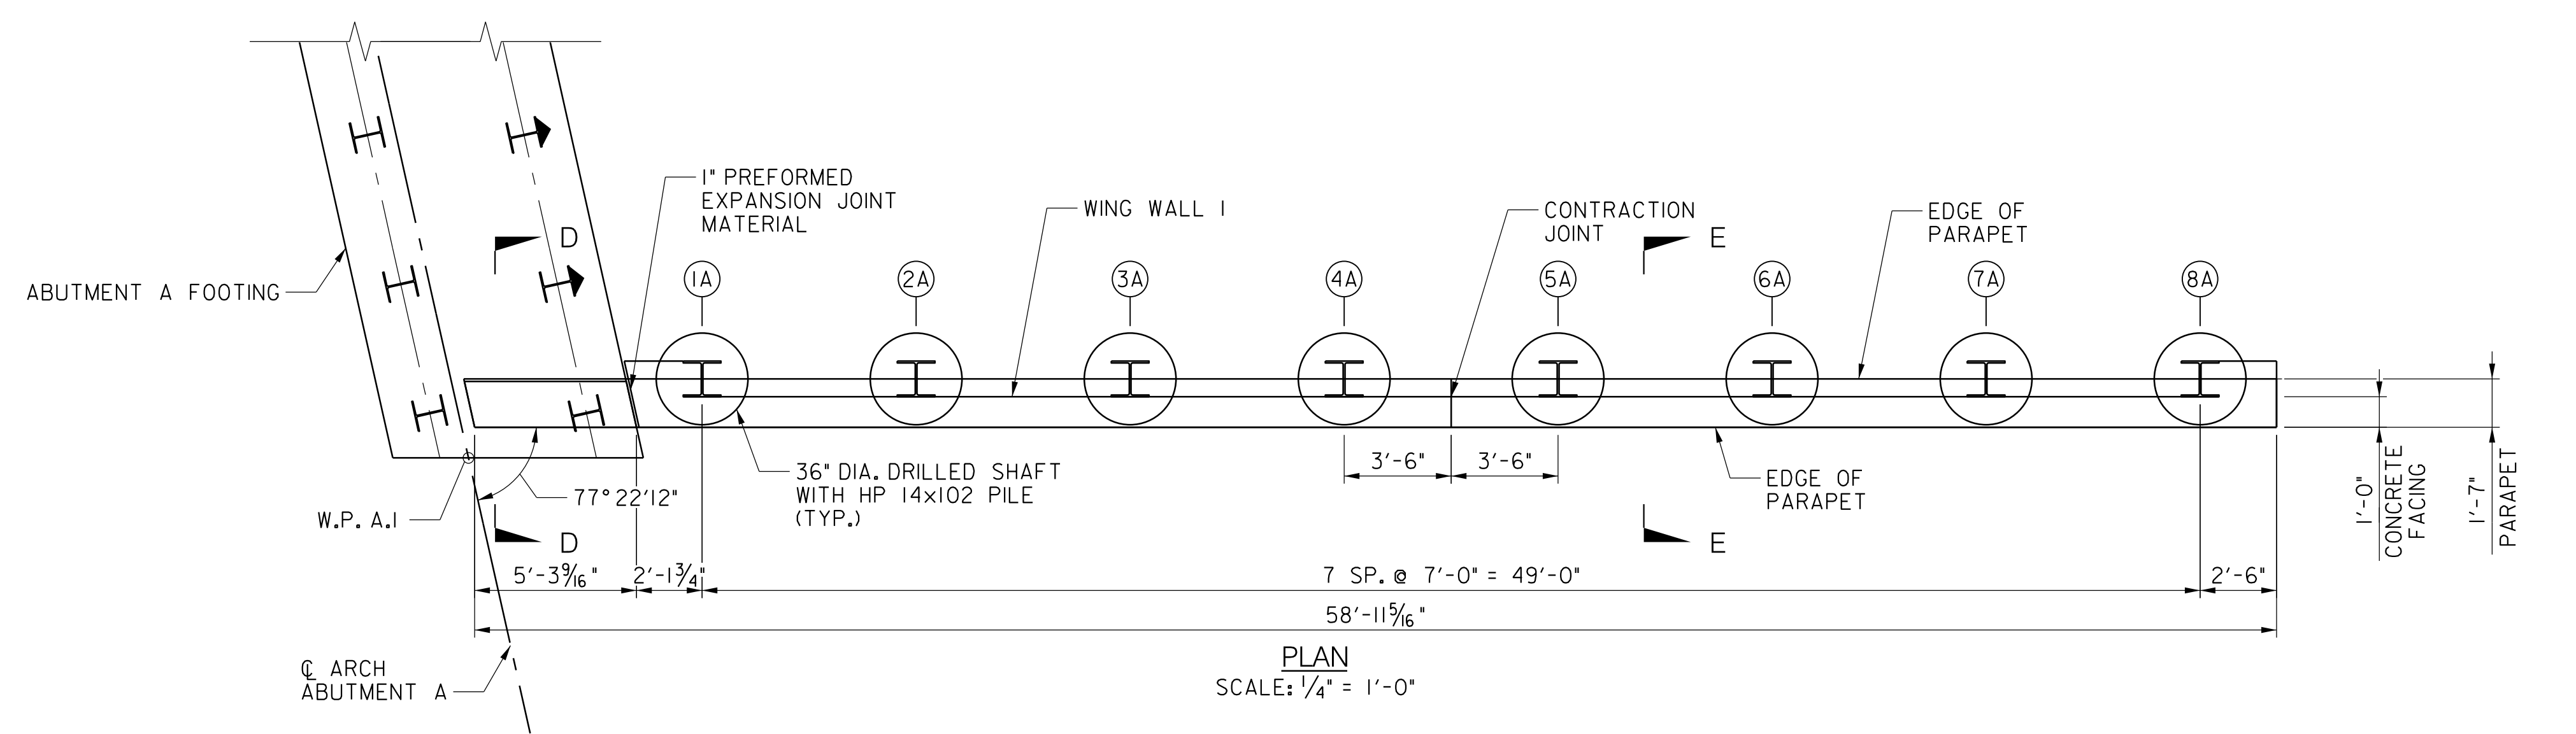 1" PREFORMED
EXPANSION JOINT
MATERIAL
WING WALL 1
CONTRACTION
JOINT
EDGE OF
PARAPET
D
E
ABUTMENT A FOOTING
1A
2A
3A
4A
5A
6A
7A
8A
36" DIA. DRILLED SHAFT
WITH HP 14x102 PILE
(TYP.)
3'-6"
3'-6"
EDGE OF
PARAPET
1'-0"
CONCRETE
FACING
1'-7"
PARAPET
77°22'12"
W.P. A.1
D
E
5'-3 9/16"
2'-1 3/4"
7 SP. @ 7'-0" = 49'-0"
2'-6"
58'-11 5/16"
℄ ARCH
ABUTMENT A
PLAN
SCALE: 1/4" = 1'-0"